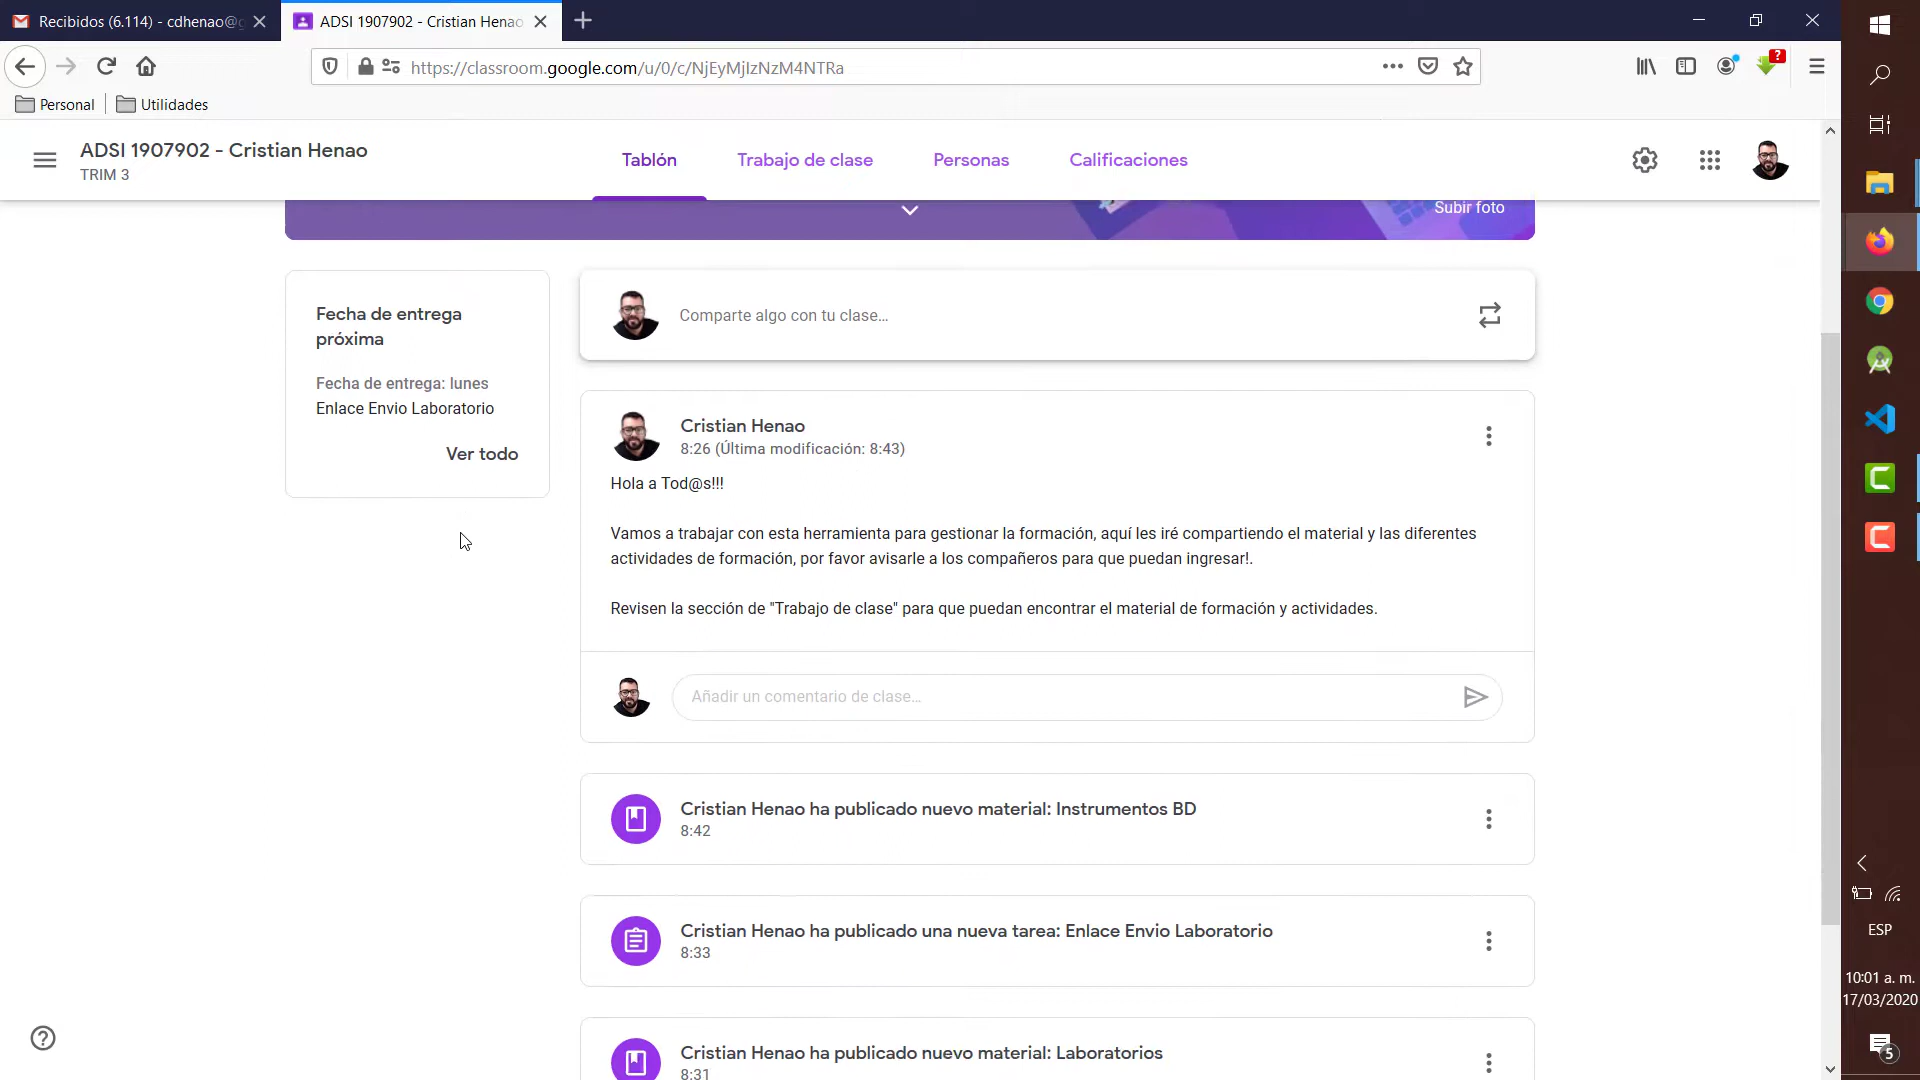 Recibidos (6.114) - cdhenao@g
ADSI 1907902 - Cristian Henao
https://classroom.google.com/u/0/c/NjEyMjIzNzM4NTRa
?
Personal
Utilidades
ADSI 1907902 - Cristian Henao
TRIM 3
Tablón
Trabajo de clase
Personas
Calificaciones
Subir foto
Fecha de entrega
próxima
Fecha de entrega: lunes
Enlace Envio Laboratorio
Ver todo
Comparte algo con tu clase...
Cristian Henao
8:26 (Última modificación: 8:43)
Hola a Tod@s!!!
Vamos a trabajar con esta herramienta para gestionar la formación, aquí les iré compartiendo el material y las diferentes
actividades de formación, por favor avisarle a los compañeros para que puedan ingresar!.
Revisen la sección de "Trabajo de clase" para que puedan encontrar el material de formación y actividades.
Añadir un comentario de clase...
Cristian Henao ha publicado nuevo material: Instrumentos BD
8:42
Cristian Henao ha publicado una nueva tarea: Enlace Envio Laboratorio
8:33
Cristian Henao ha publicado nuevo material: Laboratorios
8:31
ESP
10:01 a. m.
17/03/2020
5